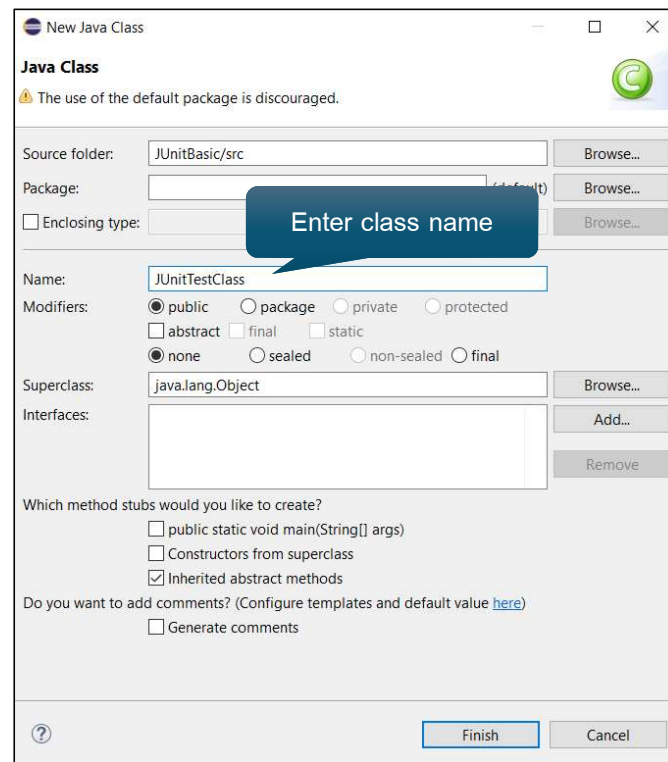 New Java Class
Java Class
The use of the default package is discouraged.
Source folder: JUnitBasic/src Browse...
Package: Browse...
Enclosing type: Browse...
Enter class name
Name: JUnitTestClass
Modifiers: public package private protected
abstract final static
none sealed non-sealed final
Superclass: java.lang.Object Browse...
Interfaces: Add...
Remove
Which method stubs would you like to create?
public static void main(String[] args)
Constructors from superclass
Inherited abstract methods
Do you want to add comments? (Configure templates and default value here)
Generate comments
Finish Cancel